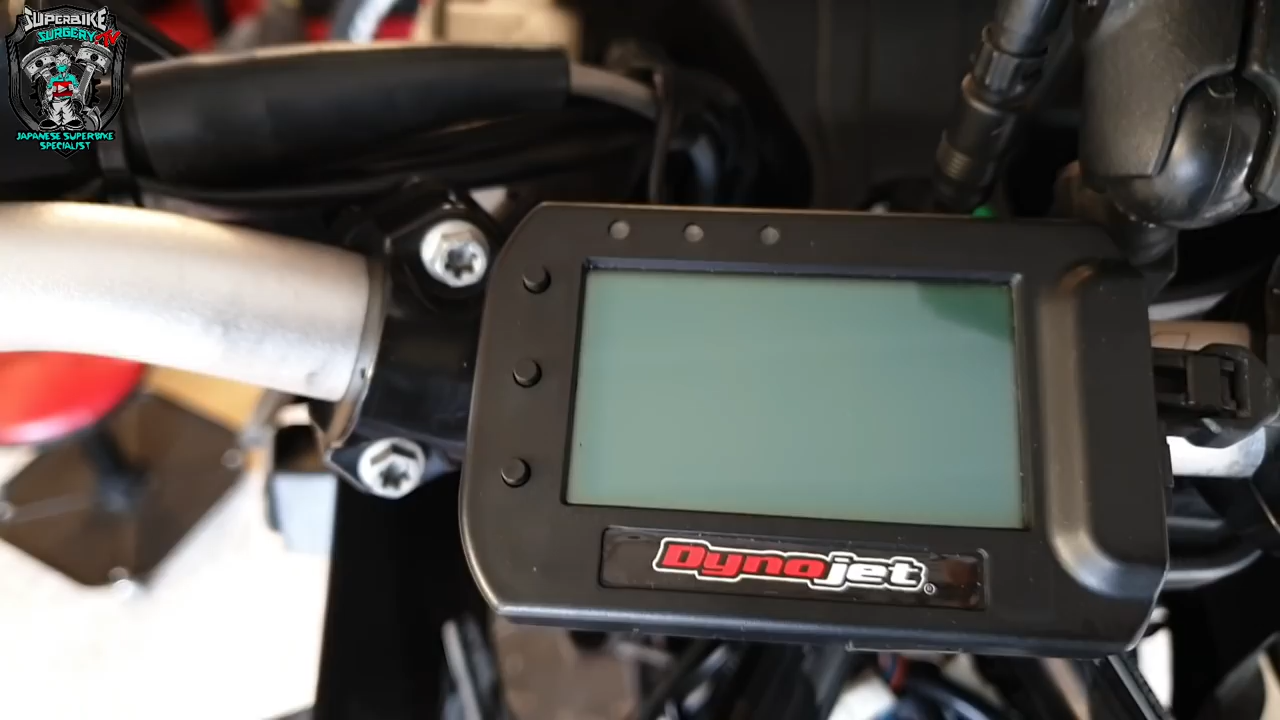 SUPERBIKE
SURGERY TV
JAPANESE SUPERBIKE
SPECIALIST
Dynojet®